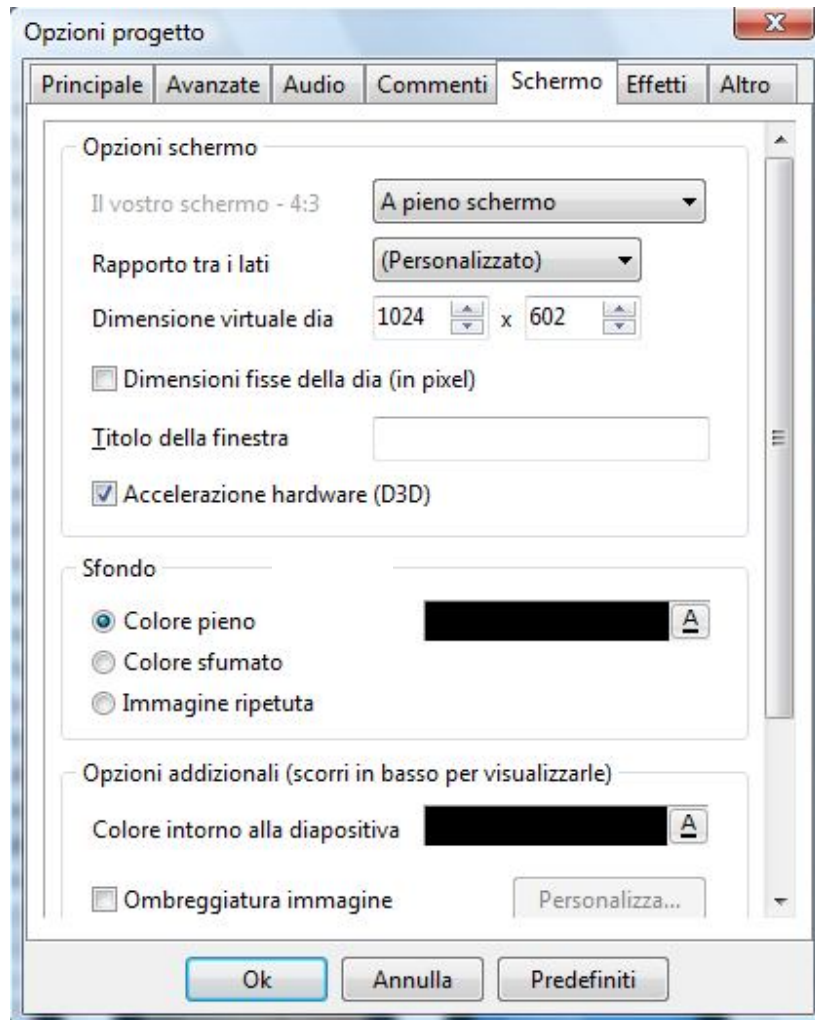 Opzioni progetto
Principale Avanzate Audio Commenti Schermo Effetti Altro
Opzioni schermo
Il vostro schermo - 4:3 A pieno schermo
Rapporto tra i lati (Personalizzato)
Dimensione virtuale dia 1024 x 602
Dimensioni fisse della dia (in pixel)
Titolo della finestra
Accelerazione hardware (D3D)
Sfondo
Colore pieno A
Colore sfumato
Immagine ripetuta
Opzioni addizionali (scorri in basso per visualizzarle)
Colore intorno alla diapositiva A
Ombreggiatura immagine Personalizza...
Ok Annulla Predefiniti